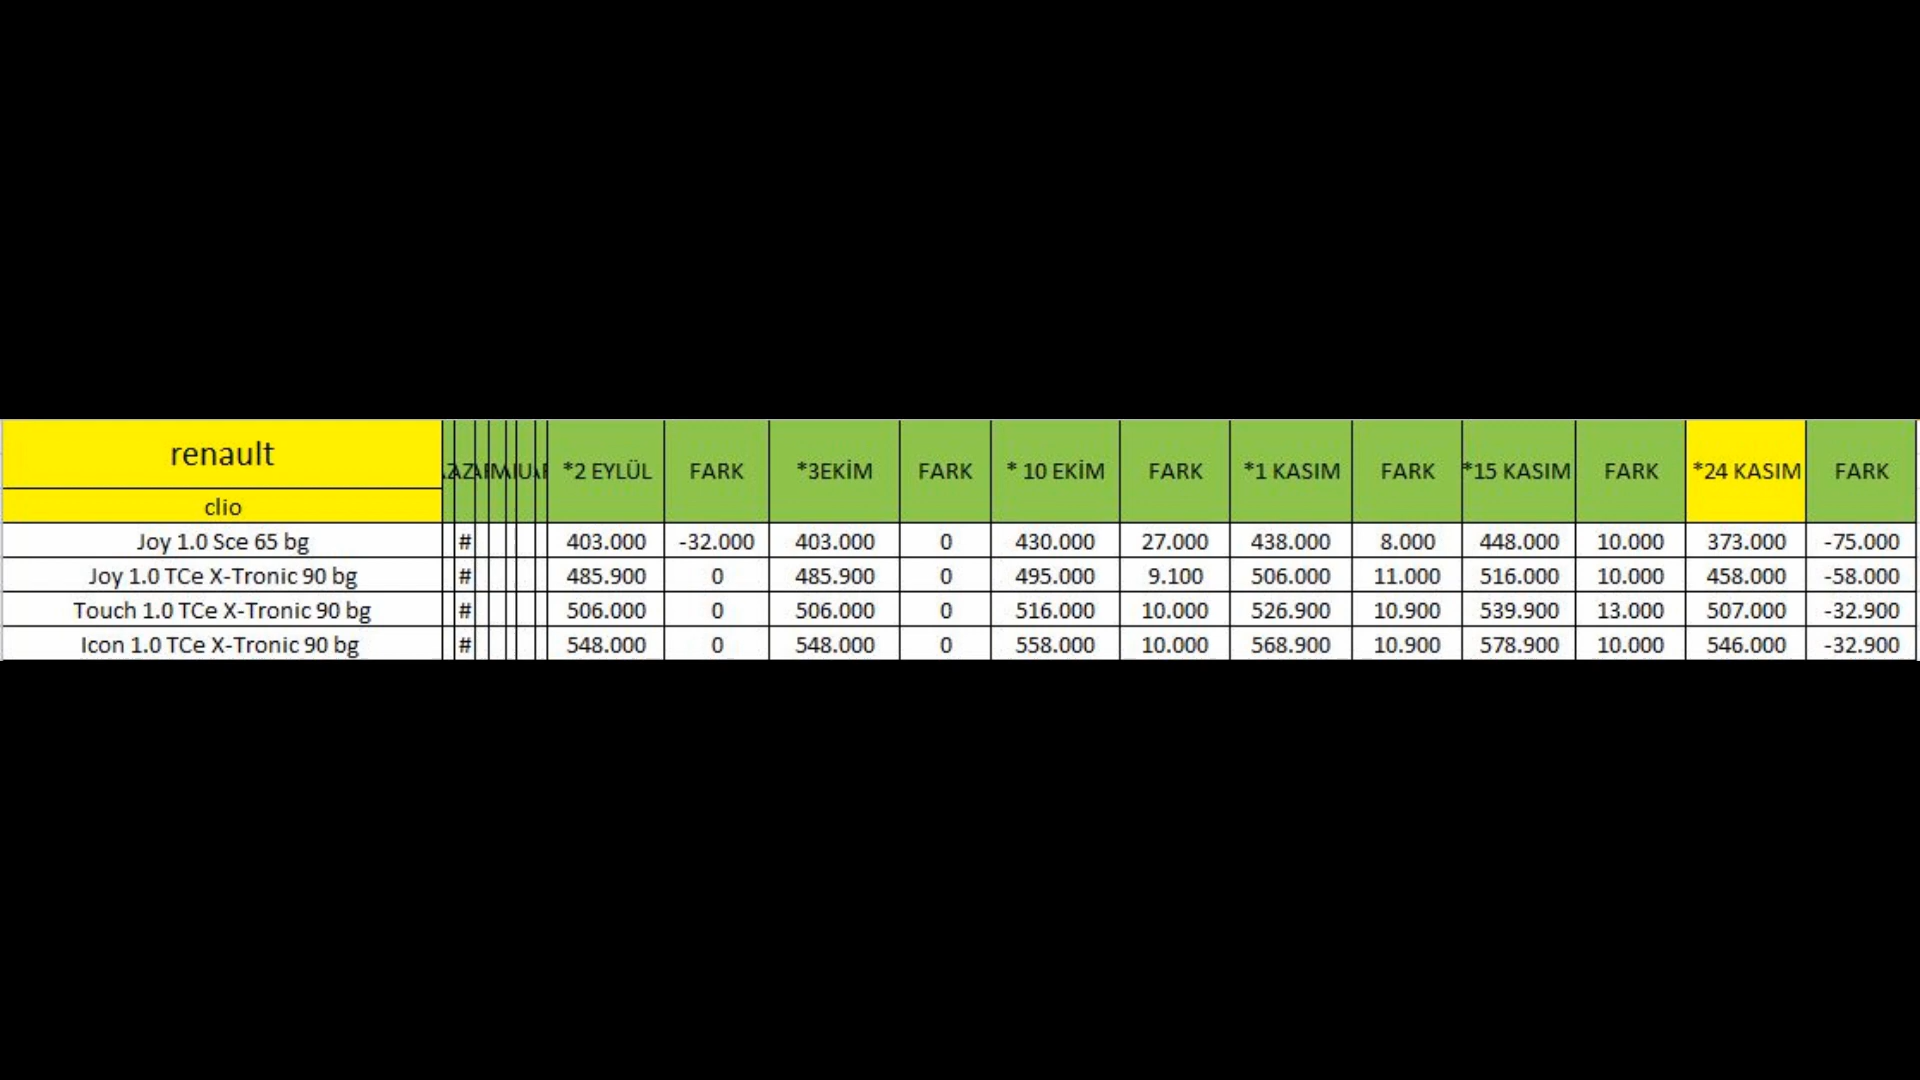 renault *2 EYLÜL FARK *3EKİM FARK * 10 EKİM FARK *1 KASIM FARK *15 KASIM FARK *24 KASIM FARK
clio
Joy 1.0 Sce 65 bg # 403.000 -32.000 403.000 0 430.000 27.000 438.000 8.000 448.000 10.000 373.000 -75.000
Joy 1.0 TCe X-Tronic 90 bg # 485.900 0 485.900 0 495.000 9.100 506.000 11.000 516.000 10.000 458.000 -58.000
Touch 1.0 TCe X-Tronic 90 bg # 506.000 0 506.000 0 516.000 10.000 526.900 10.900 539.900 13.000 507.000 -32.900
Icon 1.0 TCe X-Tronic 90 bg # 548.000 0 548.000 0 558.000 10.000 568.900 10.900 578.900 10.000 546.000 -32.900